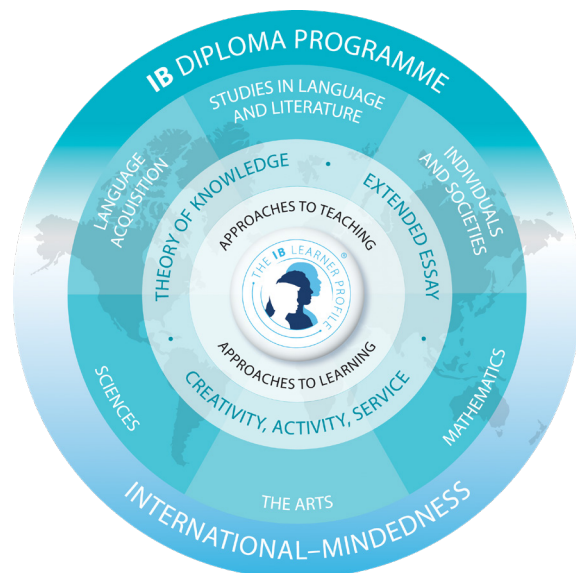 IB DIPLOMA PROGRAMME
STUDIES IN LANGUAGE
AND LITERATURE
LANGUAGE
ACQUISITION
INDIVIDUALS
AND SOCIETIES
THEORY OF KNOWLEDGE
•
EXTENDED ESSAY
APPROACHES TO TEACHING
THE IB LEARNER PROFILE
®
•
•
APPROACHES TO LEARNING
CREATIVITY, ACTIVITY, SERVICE
SCIENCES
MATHEMATICS
THE ARTS
INTERNATIONAL–MINDEDNESS